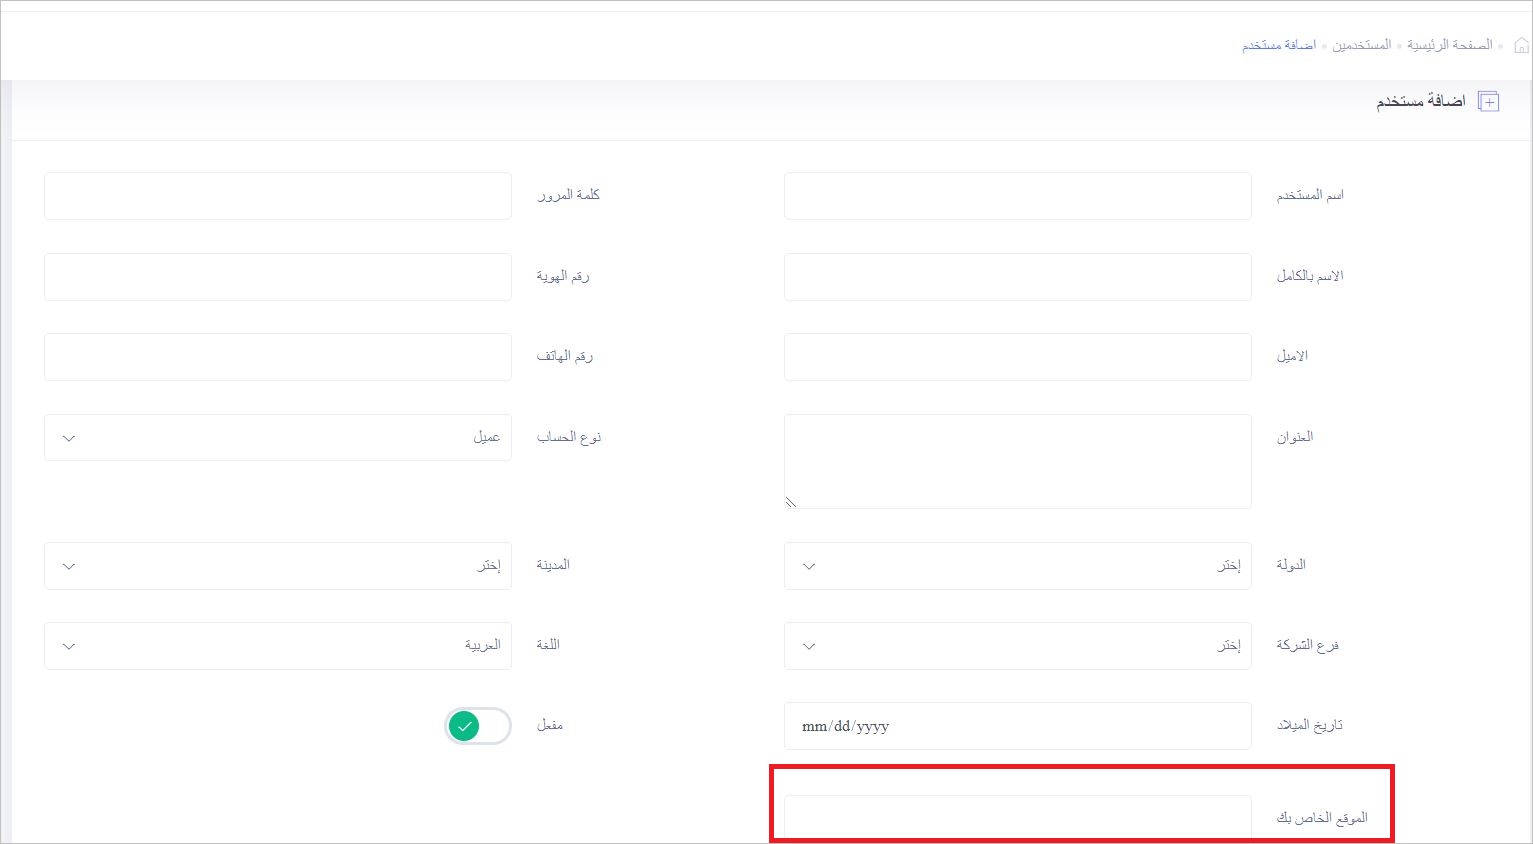 الصفحة الرئيسية • المستخدمين • اضافة مستخدم
اضافة مستخدم
اسم المستخدم
كلمة المرور
الاسم بالكامل
رقم الهوية
الاميل
رقم الهاتف
العنوان
نوع الحساب
عميل
الدولة
إختر
المدينة
إختر
فرع الشركة
إختر
اللغة
العربية
تاريخ الميلاد
mm/dd/yyyy
مفعل
الموقع الخاص بك